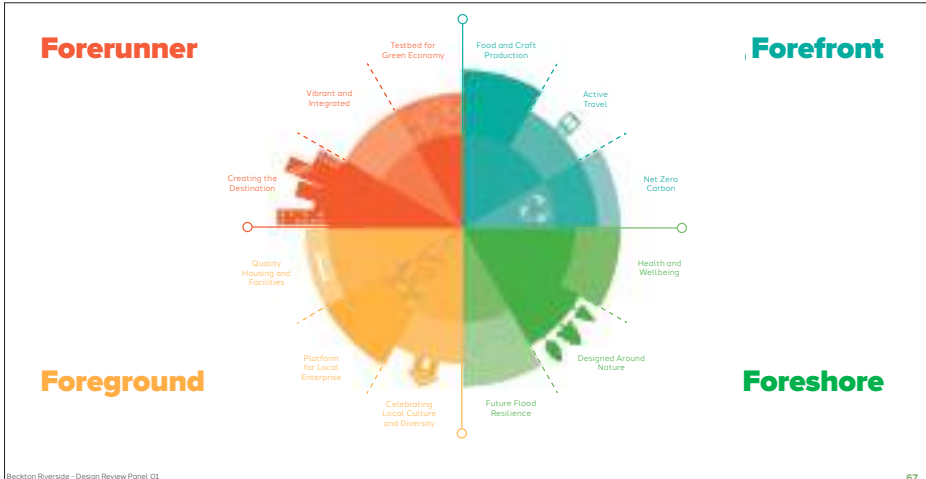 Forerunner
Forefront
Testbed for
Green Economy
Food and Craft
Production
Vibrant and
Integrated
Active
Travel
Creating the
Destination
Net Zero
Carbon
Quality
Housing and
Facilities
Health and
Wellbeing
Platform
for Local
Enterprise
Designed Around
Nature
Foreground
Foreshore
Celebrating
Local Culture
and Diversity
Future Flood
Resilience
Beckton Riverside - Design Review Panel 01
67